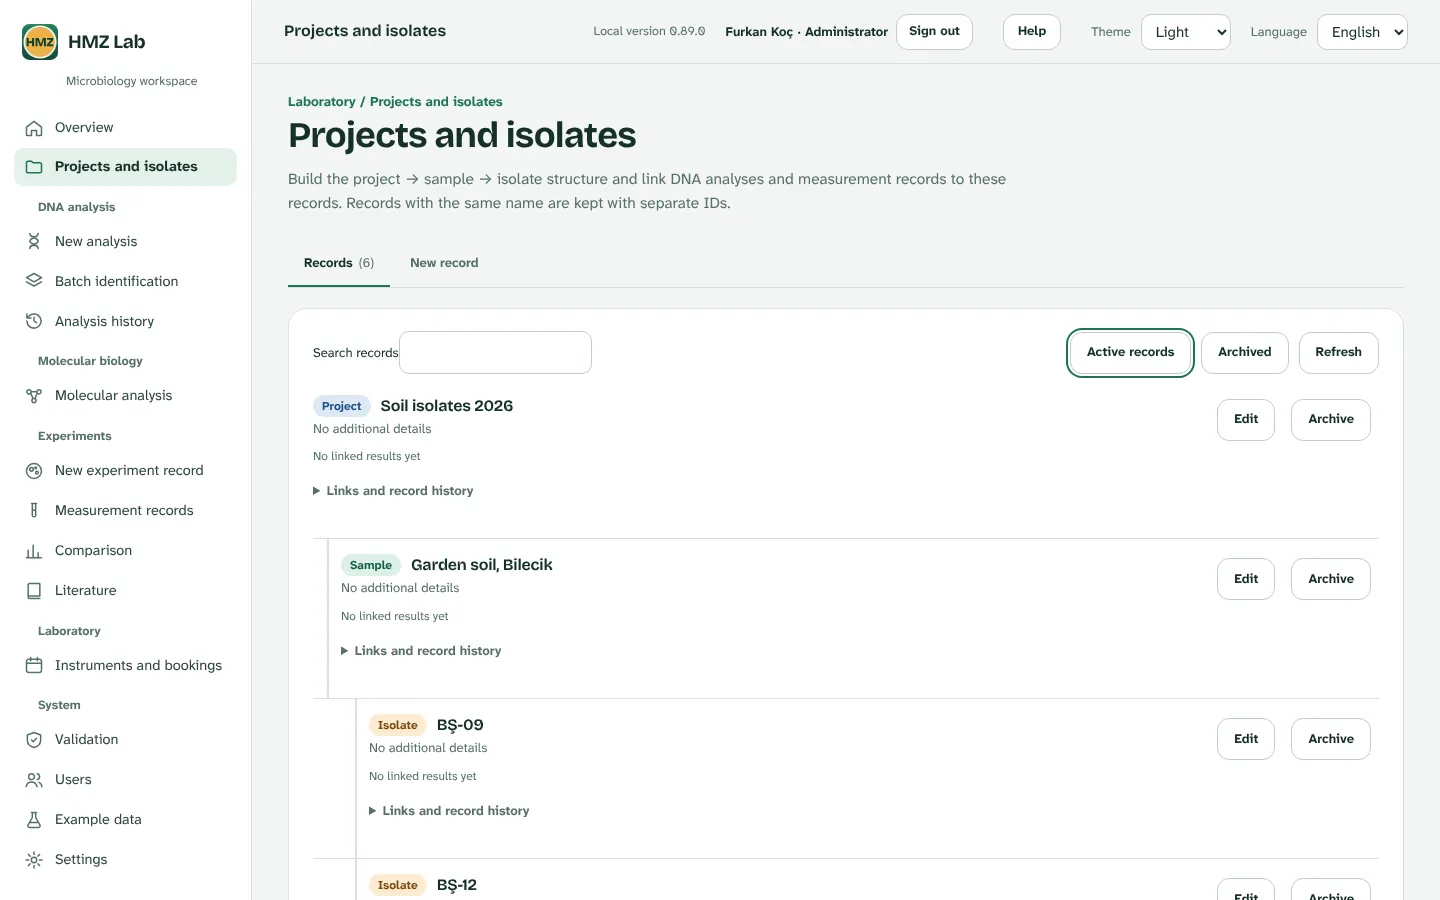 HMZ
HMZ Lab
Microbiology workspace
Overview
Projects and isolates
DNA analysis
New analysis
Batch identification
Analysis history
Molecular biology
Molecular analysis
Experiments
New experiment record
Measurement records
Comparison
Literature
Laboratory
Instruments and bookings
System
Validation
Users
Example data
Settings
Projects and isolates
Local version 0.89.0
Furkan Koç · Administrator
Sign out
Help
Theme
Light
Language
English
Laboratory / Projects and isolates
Projects and isolates
Build the project → sample → isolate structure and link DNA analyses and measurement records to these
records. Records with the same name are kept with separate IDs.
Records (6)
New record
Search records
Active records
Archived
Refresh
Project Soil isolates 2026
Edit
Archive
No additional details
No linked results yet
Links and record history
Sample Garden soil, Bilecik
Edit
Archive
No additional details
No linked results yet
Links and record history
Isolate BŞ-09
Edit
Archive
No additional details
No linked results yet
Links and record history
Isolate BŞ-12
Edit
Archive